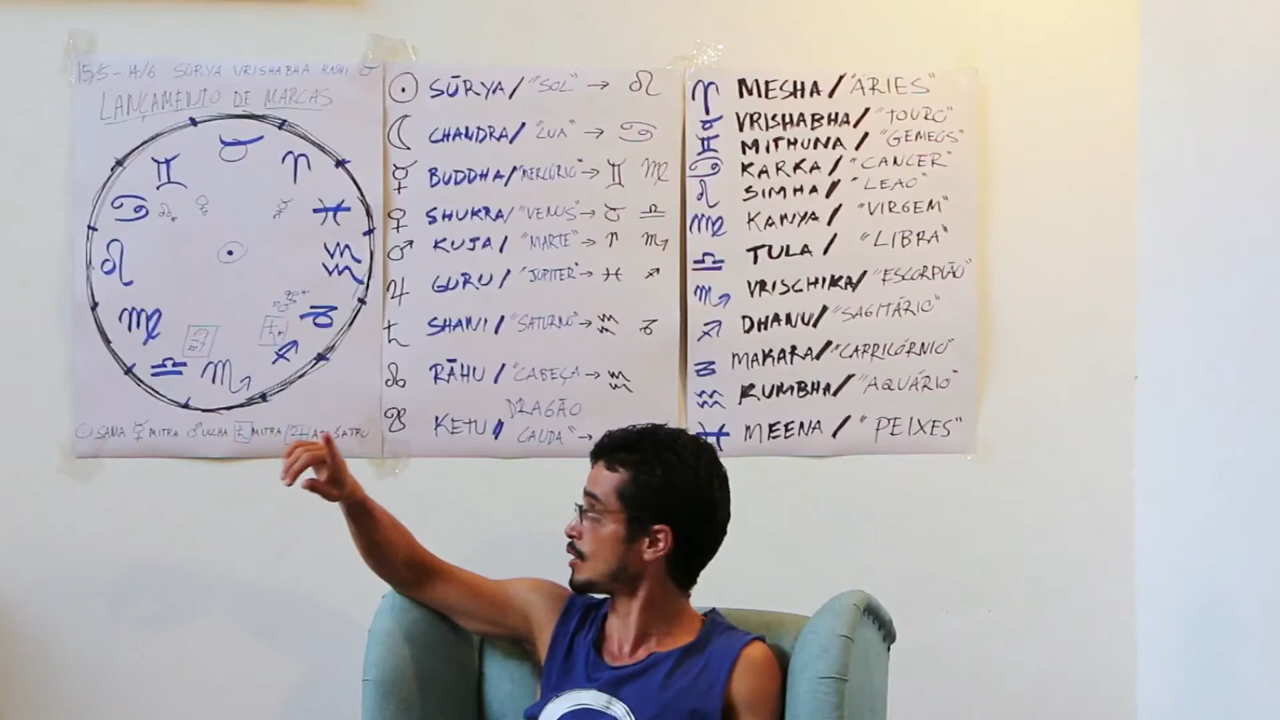 15/5 - 14/6 SŪRYA VRISHABHA RASHI ♉
LANÇAMENTO DE MARCAS
♉
♊ ♈
♋ ♓
♌ ♒
☉
♍ ♑
♎ ♏ ♐
SAMA ☿ MITRA ♂ MITRA SATRU
☉ SŪRYA / "SOL" → ♌
☾ CHANDRA / "LUA" → ♋
☿ BUDDHA / "MERCÚRIO" → ♊ ♍
♀ SHUKRA / "VENUS" → ♉ ♎
♂ KUJA / "MARTE" → ♈ ♏
♃ GURU / "JUPITER" → ♓ ♐
♄ SHANI / "SATURNO" → ♒ ♑
☊ RĀHU / "CABEÇA → ♒
DRAGÃO
☋ KETU / CAUDA" →
♈ MESHA / "ÁRIES"
♉ VRISHABHA / "TOURO"
♊ MITHUNA / "GEMEOS"
♋ KARKA / "CANCER"
♌ SIMHA / "LEAO"
♍ KANYA / "VIRGEM"
♎ TULA / "LIBRA"
♏ VRISCHIKA / "ESCORPIÃO"
♐ DHANU / "SAGITÁRIO"
♑ MAKARA / "CAPRICÓRNIO"
♒ KUMBHA / "AQUÁRIO"
♓ MEENA / "PEIXES"